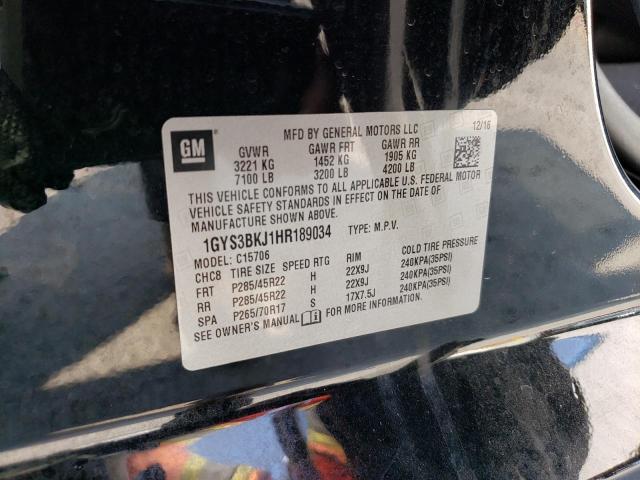 GM
MFD BY GENERAL MOTORS LLC 12/16
GVWR GAWR FRT GAWR RR
3221 KG 1452 KG 1905 KG
7100 LB 3200 LB 4200 LB
THIS VEHICLE CONFORMS TO ALL APPLICABLE U.S. FEDERAL MOTOR
VEHICLE SAFETY STANDARDS IN EFFECT ON THE DATE OF
MANUFACTURE SHOWN ABOVE.
1GYS3BKJ1HR189034 TYPE: M.P.V.
MODEL: C15706
CHC8 TIRE SIZE SPEED RTG RIM COLD TIRE PRESSURE
FRT P285/45R22 H 22X9J 240KPA(35PSI)
RR P285/45R22 H 22X9J 240KPA(35PSI)
SPA P265/70R17 S 17X7.5J 240KPA(35PSI)
SEE OWNER'S MANUAL FOR MORE INFORMATION.